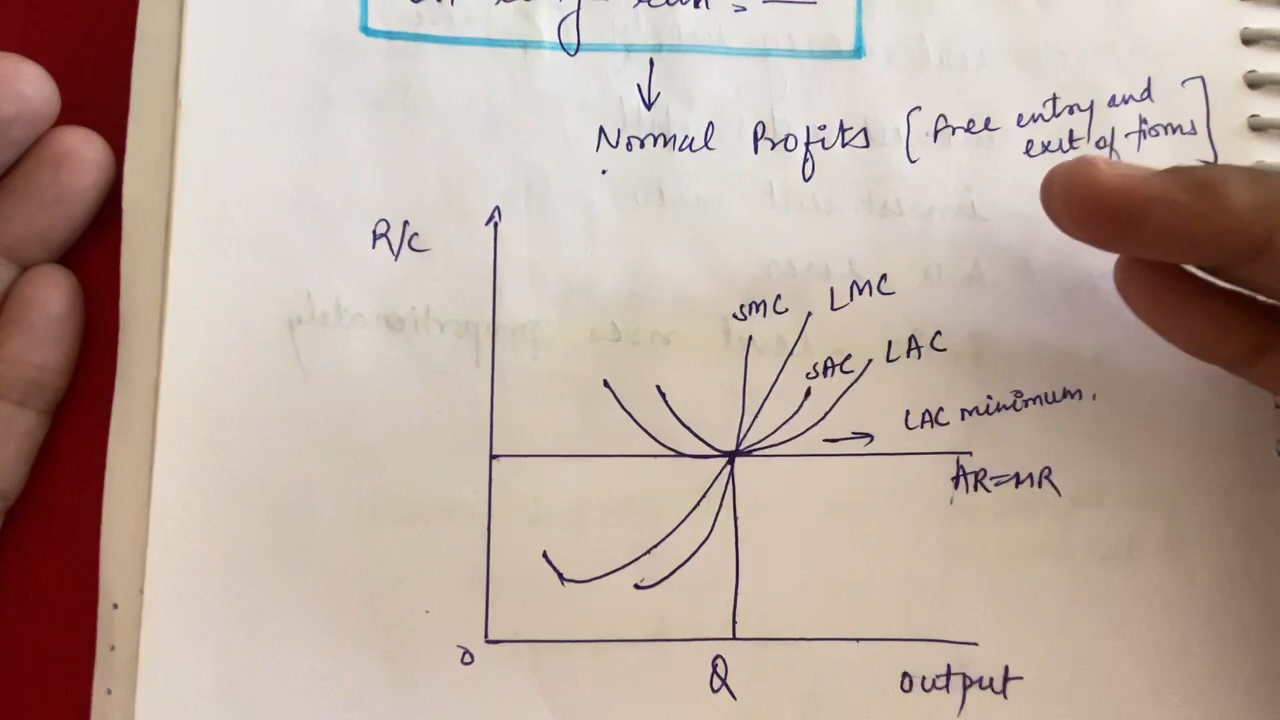 Normal Profits [free entry and
exit of firms]
R/C
SMC LMC
SAC LAC
LAC minimum.
AR=MR
0
Q output